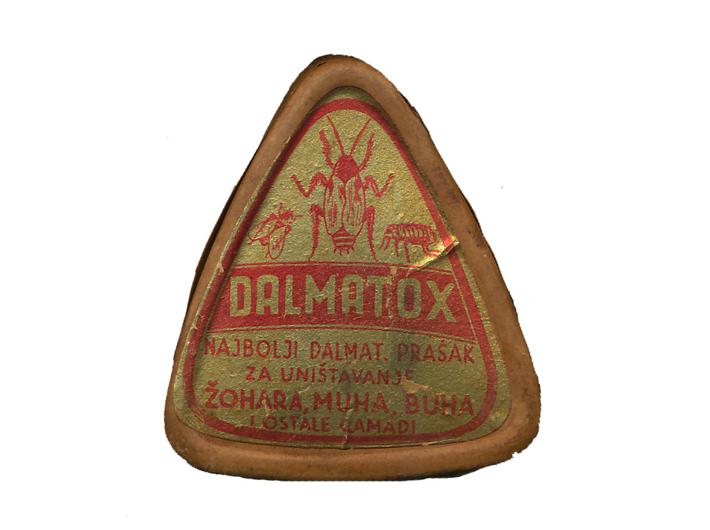 DALMATOX
NAJBOLJI DALMAT. PRAŠAK
ZA UNIŠTAVANJE
ŽOHARA, MUHA, BUHA
I OSTALE GAMADI